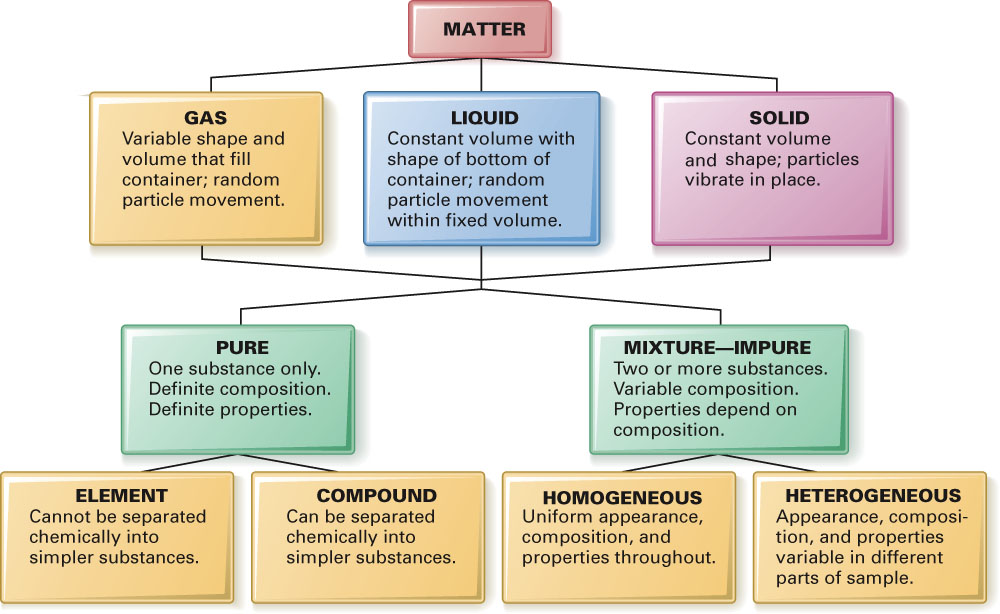 MATTER
GAS
Variable shape and
volume that fill
container; random
particle movement.
LIQUID
Constant volume with
shape of bottom of
container; random
particle movement
within fixed volume.
SOLID
Constant volume
and shape; particles
vibrate in place.
PURE
One substance only.
Definite composition.
Definite properties.
MIXTURE—IMPURE
Two or more substances.
Variable composition.
Properties depend on
composition.
ELEMENT
Cannot be separated
chemically into
simpler substances.
COMPOUND
Can be separated
chemically into
simpler substances.
HOMOGENEOUS
Uniform appearance,
composition, and
properties throughout.
HETEROGENEOUS
Appearance, composi-
tion, and properties
variable in different
parts of sample.